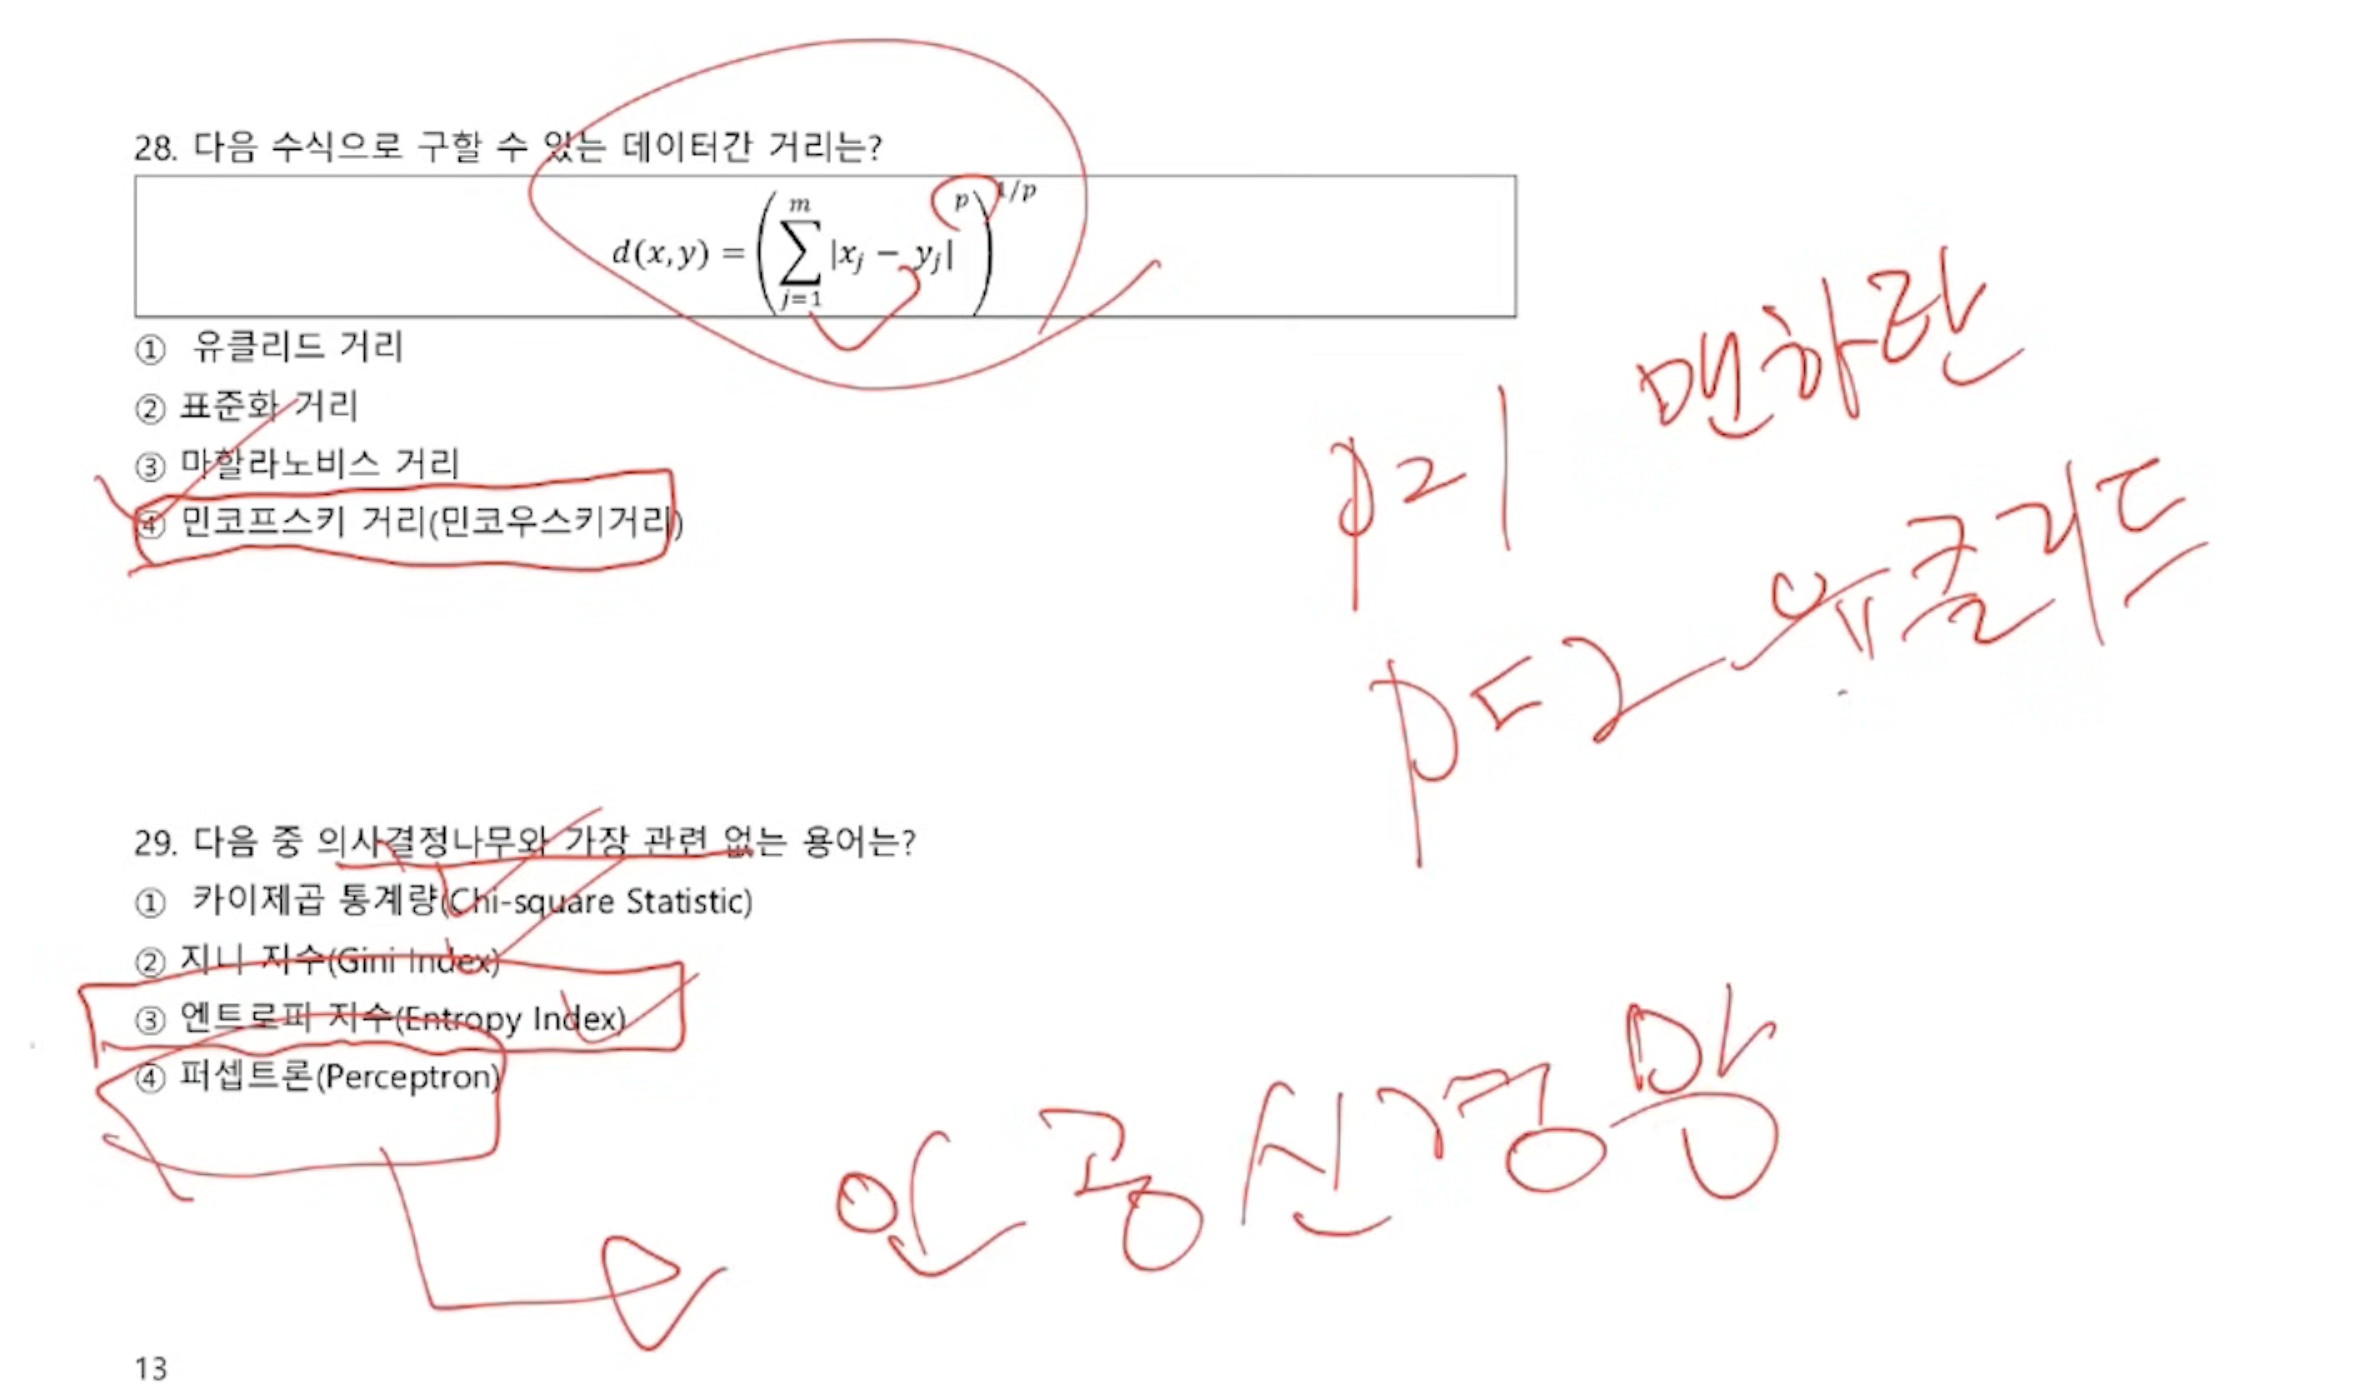 28. 다음 수식으로 구할 수 있는 데이터간 거리는?
d(x,y) = (∑_{j=1}^{m} |x_j − y_j|^p)^{1/p}
① 유클리드 거리
② 표준화 거리
③ 마할라노비스 거리
④ 민코프스키 거리(민코우스키거리)
p=1 맨하탄
p=2 유클리드
29. 다음 중 의사결정나무와 가장 관련 없는 용어는?
① 카이제곱 통계량(Chi-square Statistic)
② 지니 지수(Gini Index)
③ 엔트로피 지수(Entropy Index)
④ 퍼셉트론(Perceptron)
인공신경망
13